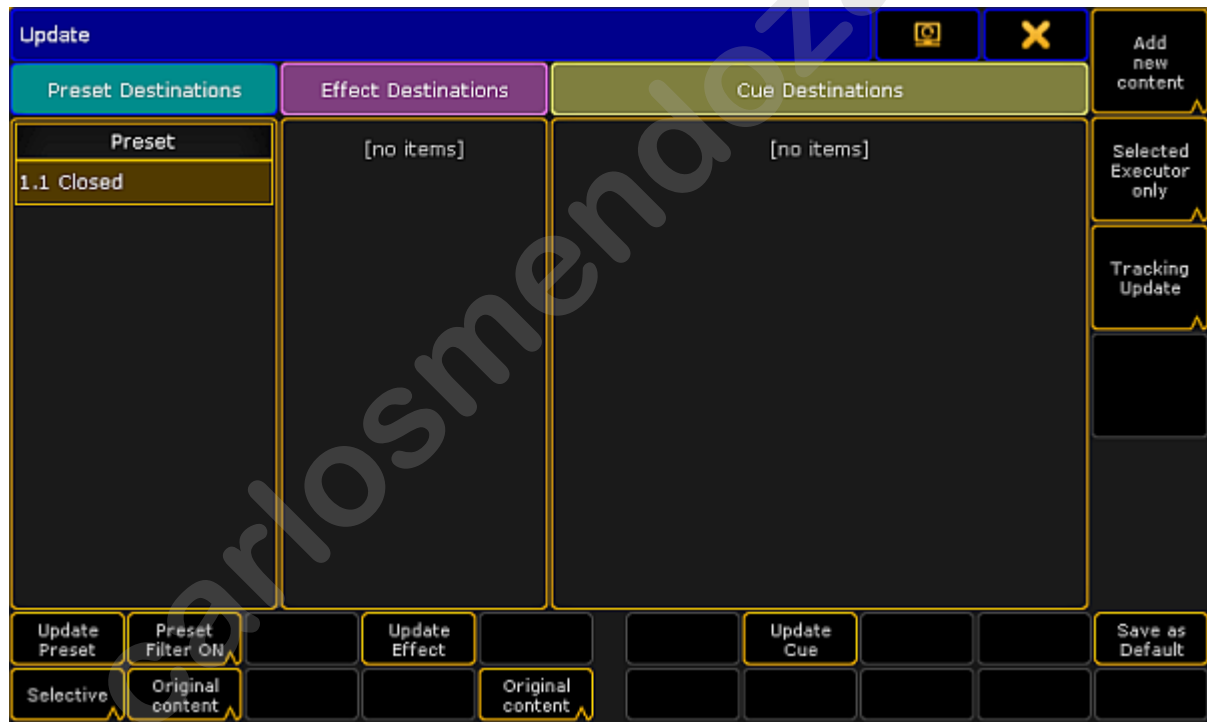 Update
Add
new
content
Preset Destinations
Effect Destinations
Cue Destinations
Preset
[no items]
[no items]
1.1 Closed
Selected
Executor
only
Tracking
Update
Update
Preset
Preset
Filter ON
Update
Effect
Update
Cue
Save as
Default
Selective
Original
content
Original
content
carlosmendoza